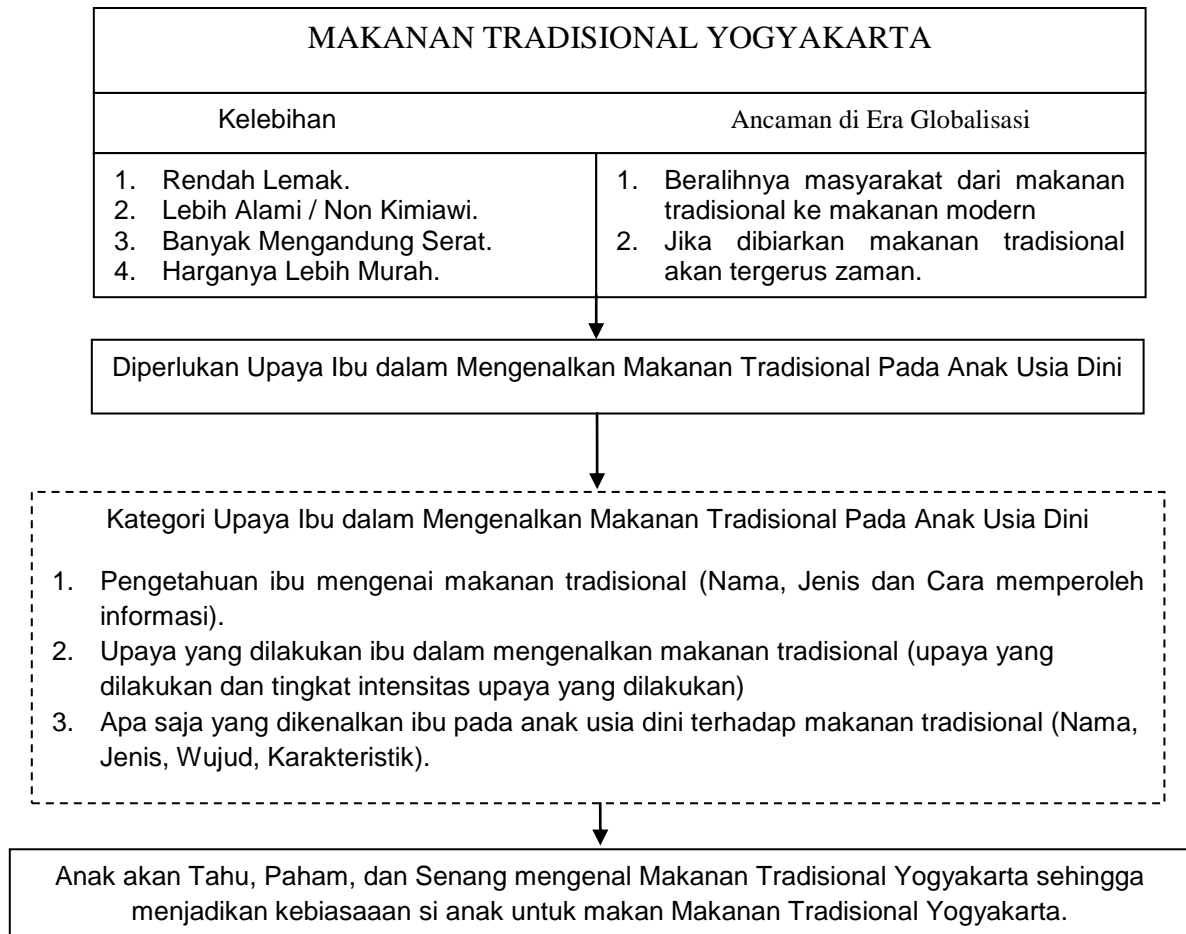 MAKANAN TRADISIONAL YOGYAKARTA
Kelebihan
Ancaman di Era Globalisasi
1. Rendah Lemak.
2. Lebih Alami / Non Kimiawi.
3. Banyak Mengandung Serat.
4. Harganya Lebih Murah.
1. Beralihnya masyarakat dari makanan
tradisional ke makanan modern
2. Jika dibiarkan makanan tradisional
akan tergerus zaman.
Diperlukan Upaya Ibu dalam Mengenalkan Makanan Tradisional Pada Anak Usia Dini
Kategori Upaya Ibu dalam Mengenalkan Makanan Tradisional Pada Anak Usia Dini
1. Pengetahuan ibu mengenai makanan tradisional (Nama, Jenis dan Cara memperoleh
informasi).
2. Upaya yang dilakukan ibu dalam mengenalkan makanan tradisional (upaya yang
dilakukan dan tingkat intensitas upaya yang dilakukan)
3. Apa saja yang dikenalkan ibu pada anak usia dini terhadap makanan tradisional (Nama,
Jenis, Wujud, Karakteristik).
Anak akan Tahu, Paham, dan Senang mengenal Makanan Tradisional Yogyakarta sehingga
menjadikan kebiasaaan si anak untuk makan Makanan Tradisional Yogyakarta.